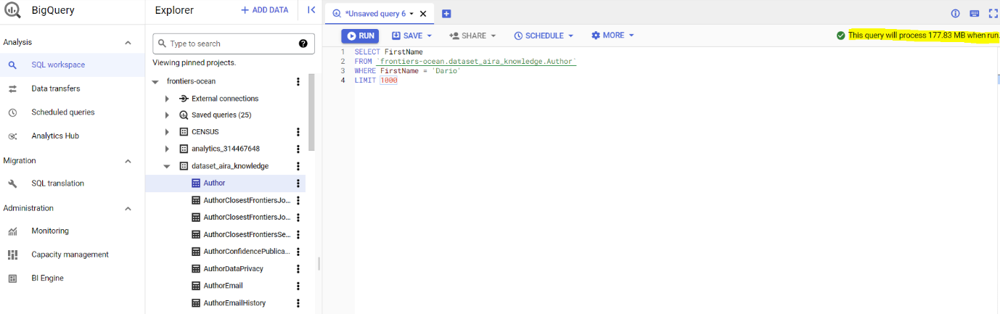 BigQuery
Analysis
SQL workspace
Data transfers
Scheduled queries
Analytics Hub
Migration
SQL translation
Administration
Monitoring
Capacity management
BI Engine
Explorer
+ ADD DATA
Type to search
Viewing pinned projects.
frontiers-ocean
External connections
Saved queries (25)
CENSUS
analytics_314467648
dataset_aira_knowledge
Author
AuthorClosestFrontiersJo...
AuthorClosestFrontiersJo...
AuthorClosestFrontiersSe...
AuthorConfidencePublica...
AuthorDataPrivacy
AuthorEmail
AuthorEmailHistory
*Unsaved query 6
RUN SAVE SHARE SCHEDULE MORE
This query will process 177.83 MB when run.
1 SELECT FirstName
2 FROM `frontiers-ocean.dataset_aira_knowledge.Author`
3 WHERE FirstName = 'Dario'
4 LIMIT 1000